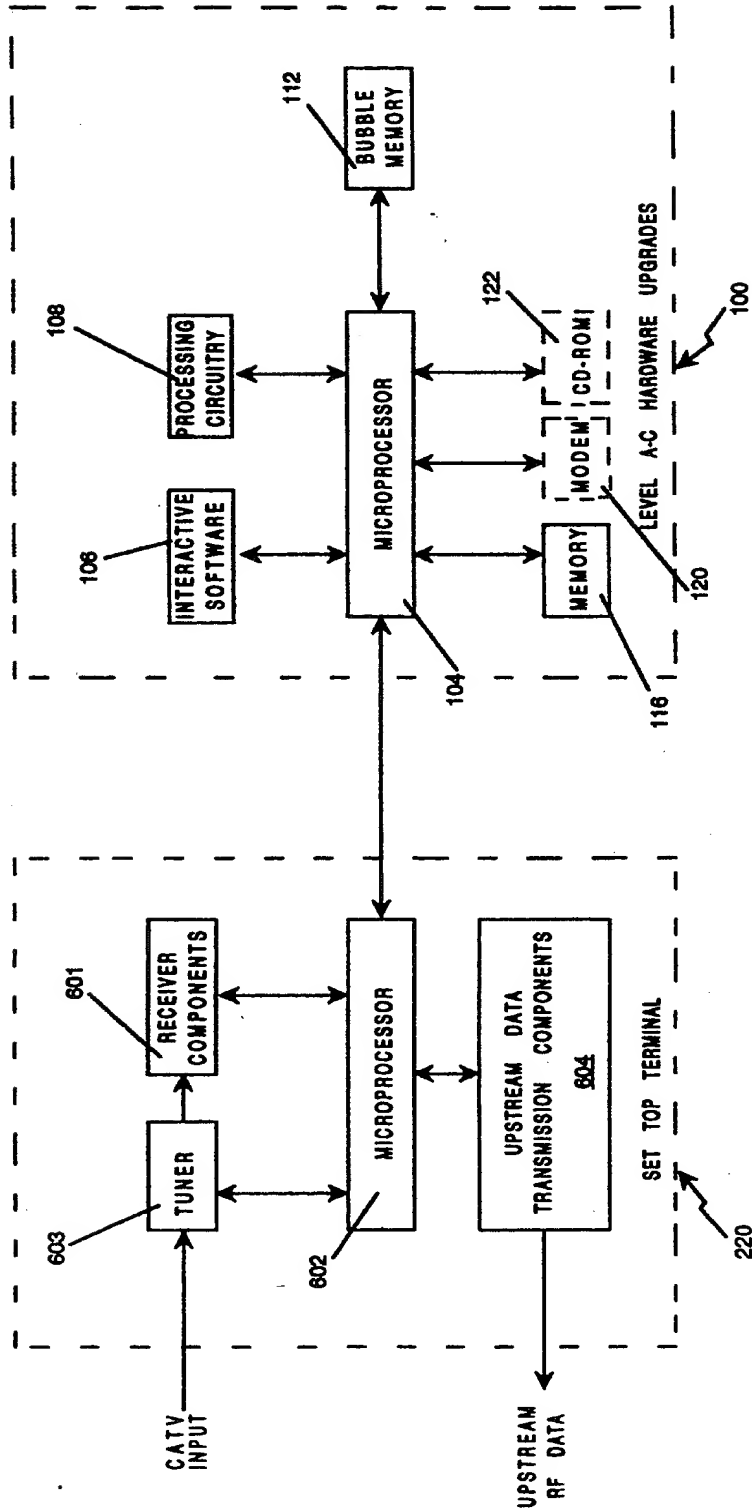 CATV
INPUT
603
TUNER
601
RECEIVER
COMPONENTS
602
MICROPROCESSOR
UPSTREAM DATA
TRANSMISSION COMPONENTS
604
UPSTREAM
RF DATA
SET TOP TERMINAL
220
106
INTERACTIVE
SOFTWARE
108
PROCESSING
CIRCUITRY
MICROPROCESSOR
104
112
BUBBLE
MEMORY
MEMORY
116
MODEM
120
CD-ROM
122
LEVEL A-C HARDWARE UPGRADES
100